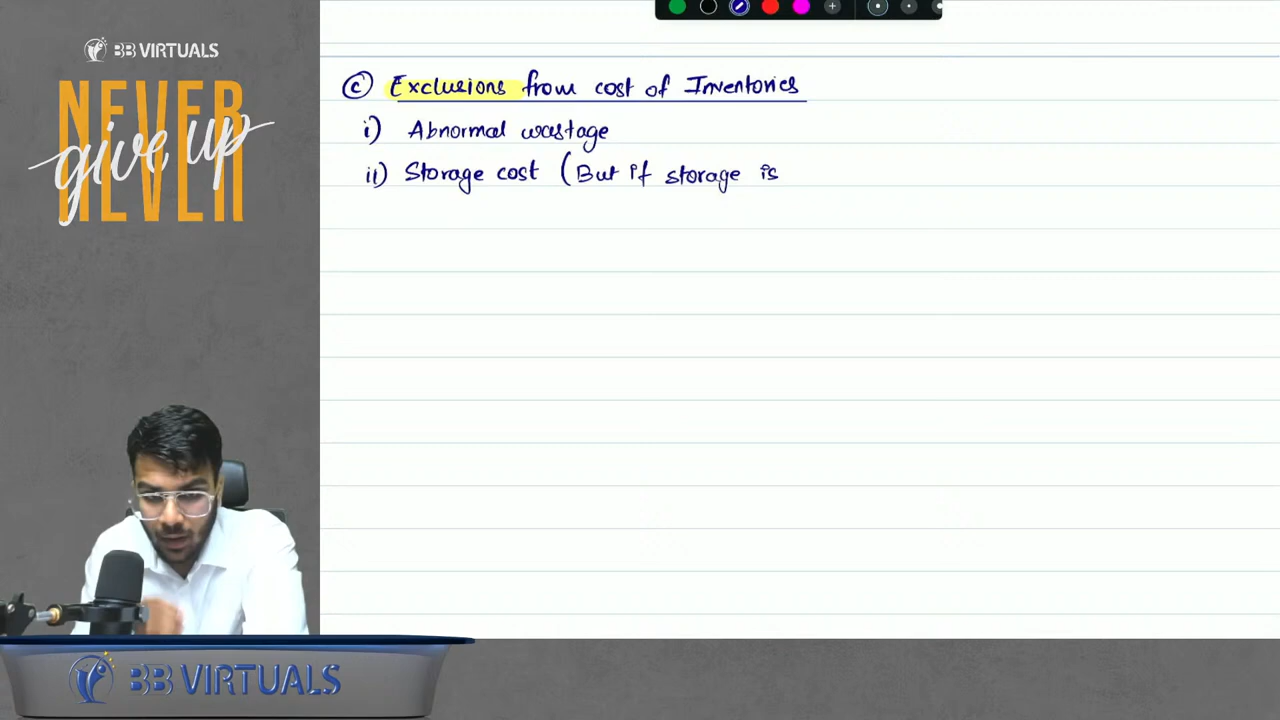 BB VIRTUALS
NEVER
give up
NEVER
c) Exclusions from cost of Inventories
i) Abnormal wastage
ii) Storage cost (But if storage is
BB VIRTUALS